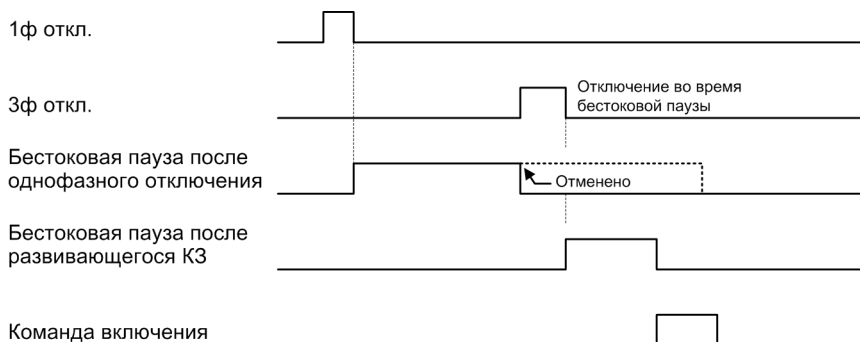 1ф откл.
3ф откл.
Отключение во время
бестоковой паузы
Бестоковая пауза после
однофазного отключения
Отменено
Бестоковая пауза после
развивающегося КЗ
Команда включения